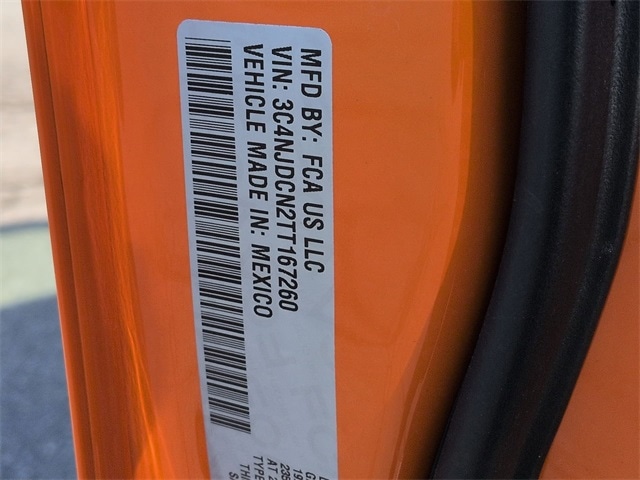 MFD BY: FCA US LLC
VIN: 3C4NJDCN2TT167260
VEHICLE MADE IN: MEXICO